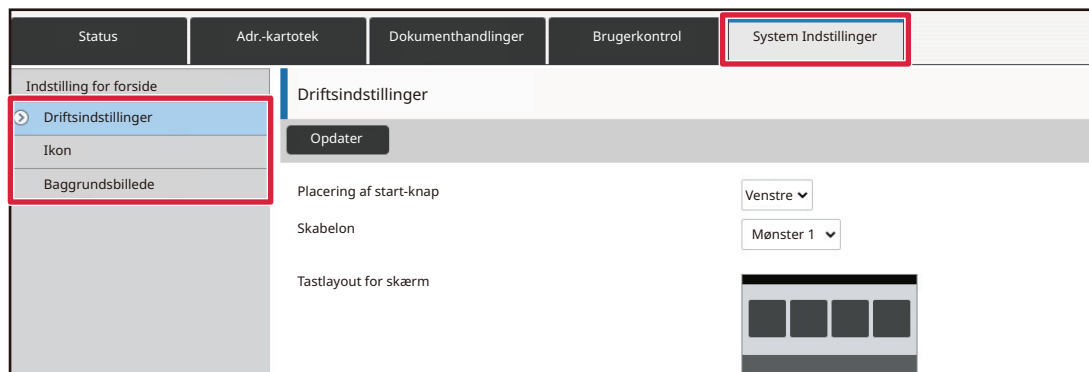 Status
Adr.-kartotek
Dokumenthandlinger
Brugerkontrol
System Indstillinger
Indstilling for forside
Driftsindstillinger
Ikon
Baggrundsbillede
Driftsindstillinger
Opdater
Placering af start-knap
Venstre
Skabelon
Mønster 1
Tastlayout for skærm